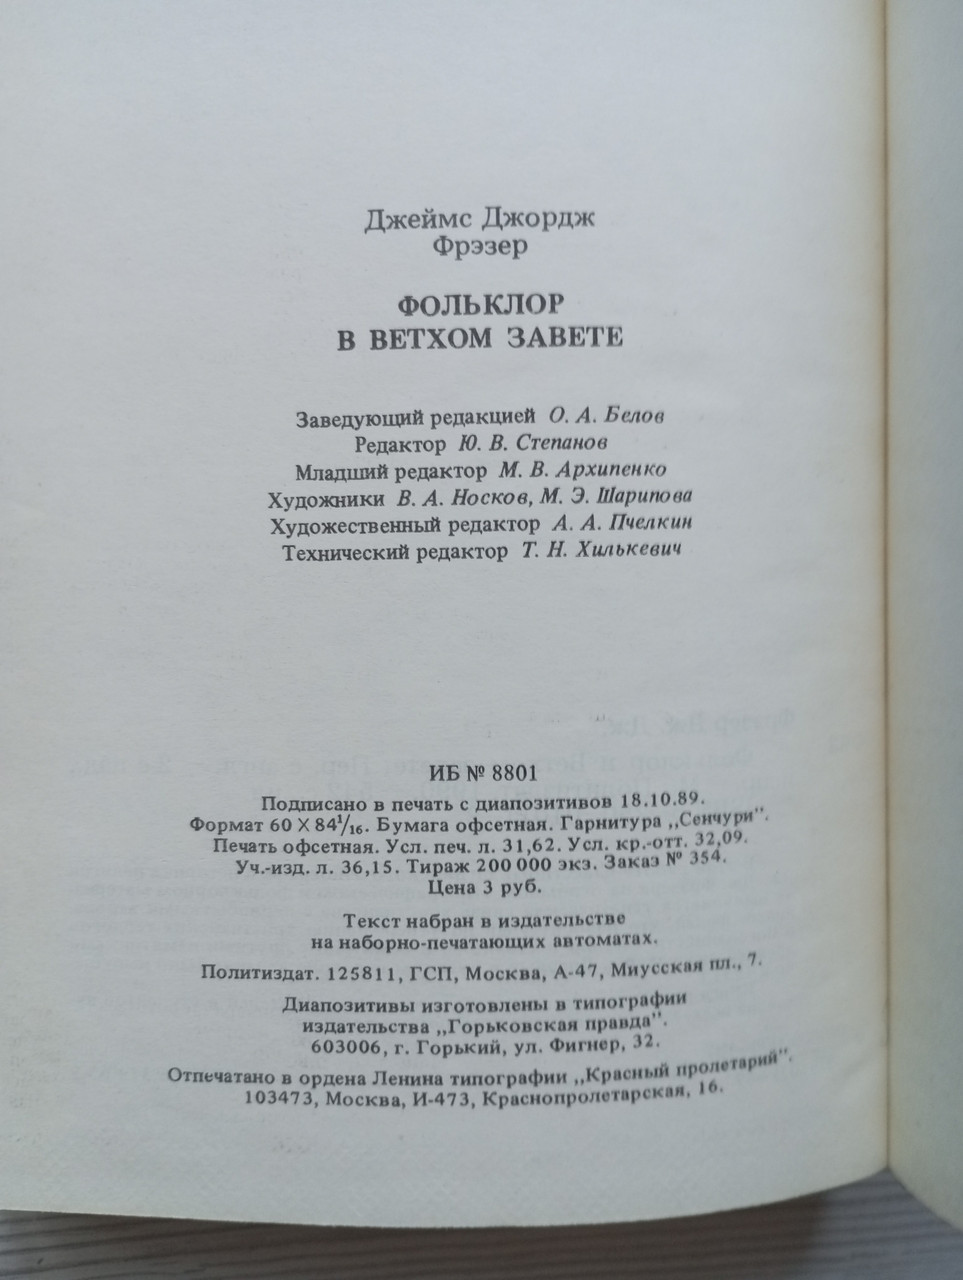 Джеймс Джордж
Фрэзер
ФОЛЬКЛОР
В ВЕТХОМ ЗАВЕТЕ
Заведующий редакцией О. А. Белов
Редактор Ю. В. Степанов
Младший редактор М. В. Архипенко
Художники В. А. Носков, М. Э. Шарипова
Художественный редактор А. А. Пчелкин
Технический редактор Т. Н. Хилькевич
ИБ № 8801
Подписано в печать с диапозитивов 18.10.89.
Формат 60 X 84¹/₁₆. Бумага офсетная. Гарнитура „Сенчури".
Печать офсетная. Усл. печ. л. 31,62. Усл. кр.-отт. 32,09.
Уч.-изд. л. 36,15. Тираж 200 000 экз. Заказ № 354.
Цена 3 руб.
Текст набран в издательстве
на наборно-печатающих автоматах.
Политиздат. 125811, ГСП, Москва, А-47, Миусская пл., 7.
Диапозитивы изготовлены в типографии
издательства „Горьковская правда".
603006, г. Горький, ул. Фигнер, 32.
Отпечатано в ордена Ленина типографии „Красный пролетарий".
103473, Москва, И-473, Краснопролетарская, 16.